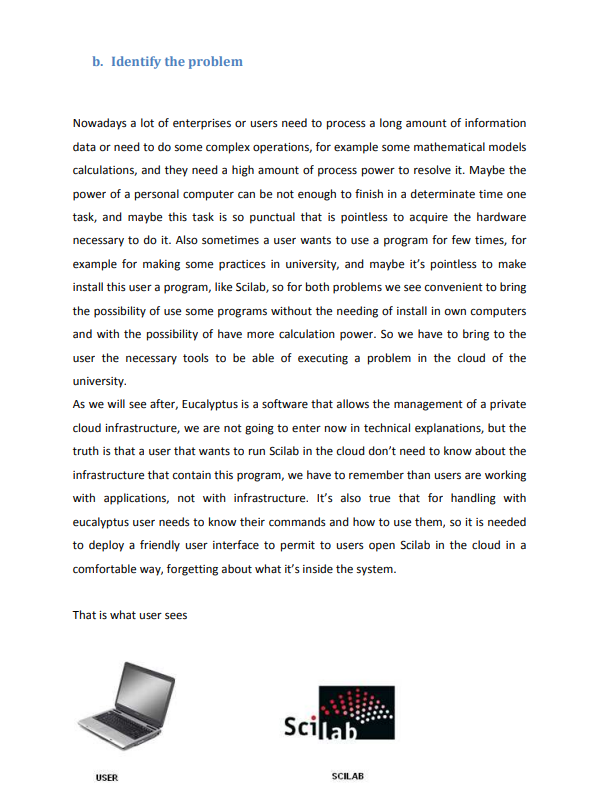 b. Identify the problem
Nowadays a lot of enterprises or users need to process a long amount of information
data or need to do some complex operations, for example some mathematical models
calculations, and they need a high amount of process power to resolve it. Maybe the
power of a personal computer can be not enough to finish in a determinate time one
task, and maybe this task is so punctual that is pointless to acquire the hardware
necessary to do it. Also sometimes a user wants to use a program for few times, for
example for making some practices in university, and maybe it’s pointless to make
install this user a program, like Scilab, so for both problems we see convenient to bring
the possibility of use some programs without the needing of install in own computers
and with the possibility of have more calculation power. So we have to bring to the
user the necessary tools to be able of executing a problem in the cloud of the
university.
As we will see after, Eucalyptus is a software that allows the management of a private
cloud infrastructure, we are not going to enter now in technical explanations, but the
truth is that a user that wants to run Scilab in the cloud don’t need to know about the
infrastructure that contain this program, we have to remember than users are working
with applications, not with infrastructure. It’s also true that for handling with
eucalyptus user needs to know their commands and how to use them, so it is needed
to deploy a friendly user interface to permit to users open Scilab in the cloud in a
comfortable way, forgetting about what it’s inside the system.
That is what user sees
Scilab
USER
SCILAB